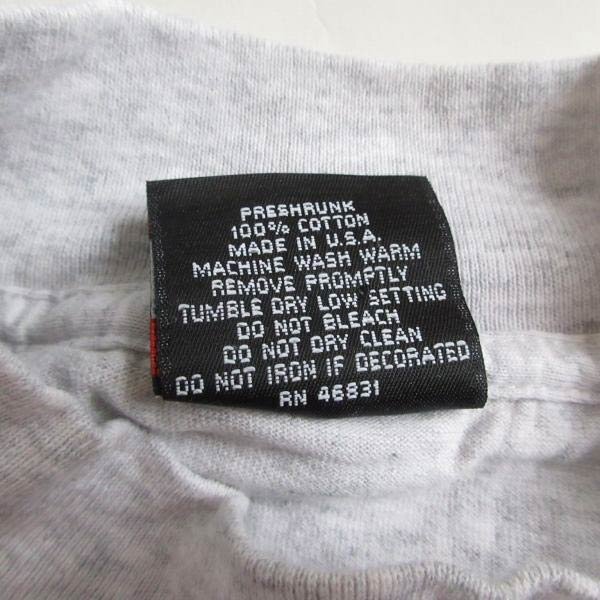 PRESHRUNK
100% COTTON
MADE IN U.S.A.
MACHINE WASH WARM
REMOVE PROMPTLY
TUMBLE DRY LOW SETTING
DO NOT BLEACH
DO NOT DRY CLEAN
DO NOT IRON IF DECORATED
RN 46831